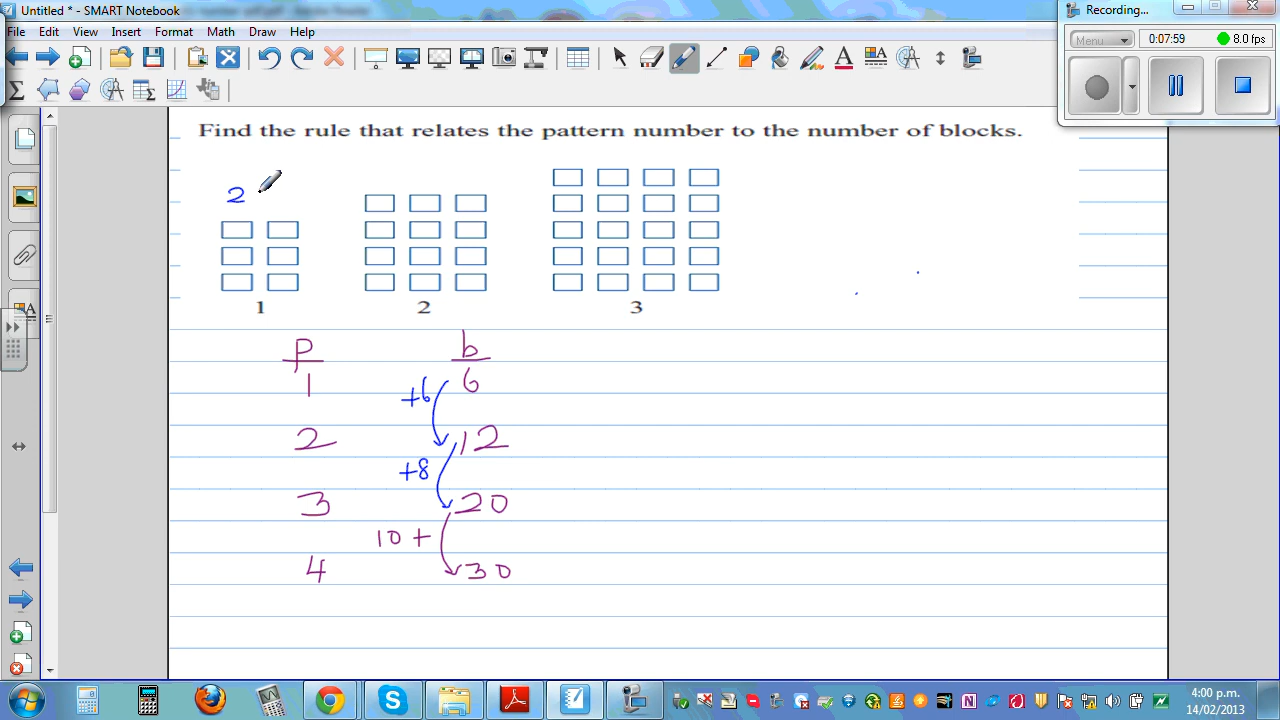 Untitled * - SMART Notebook
Recording...
File Edit View Insert Format Math Draw Help
Menu
00:07:59
8.0 fps
Find the rule that relates the pattern number to the number of blocks.
2
1 2 3
p b
1 6
+6
2 12
+8
3 20
10 +
4 30
4:00 p.m.
14/02/2013